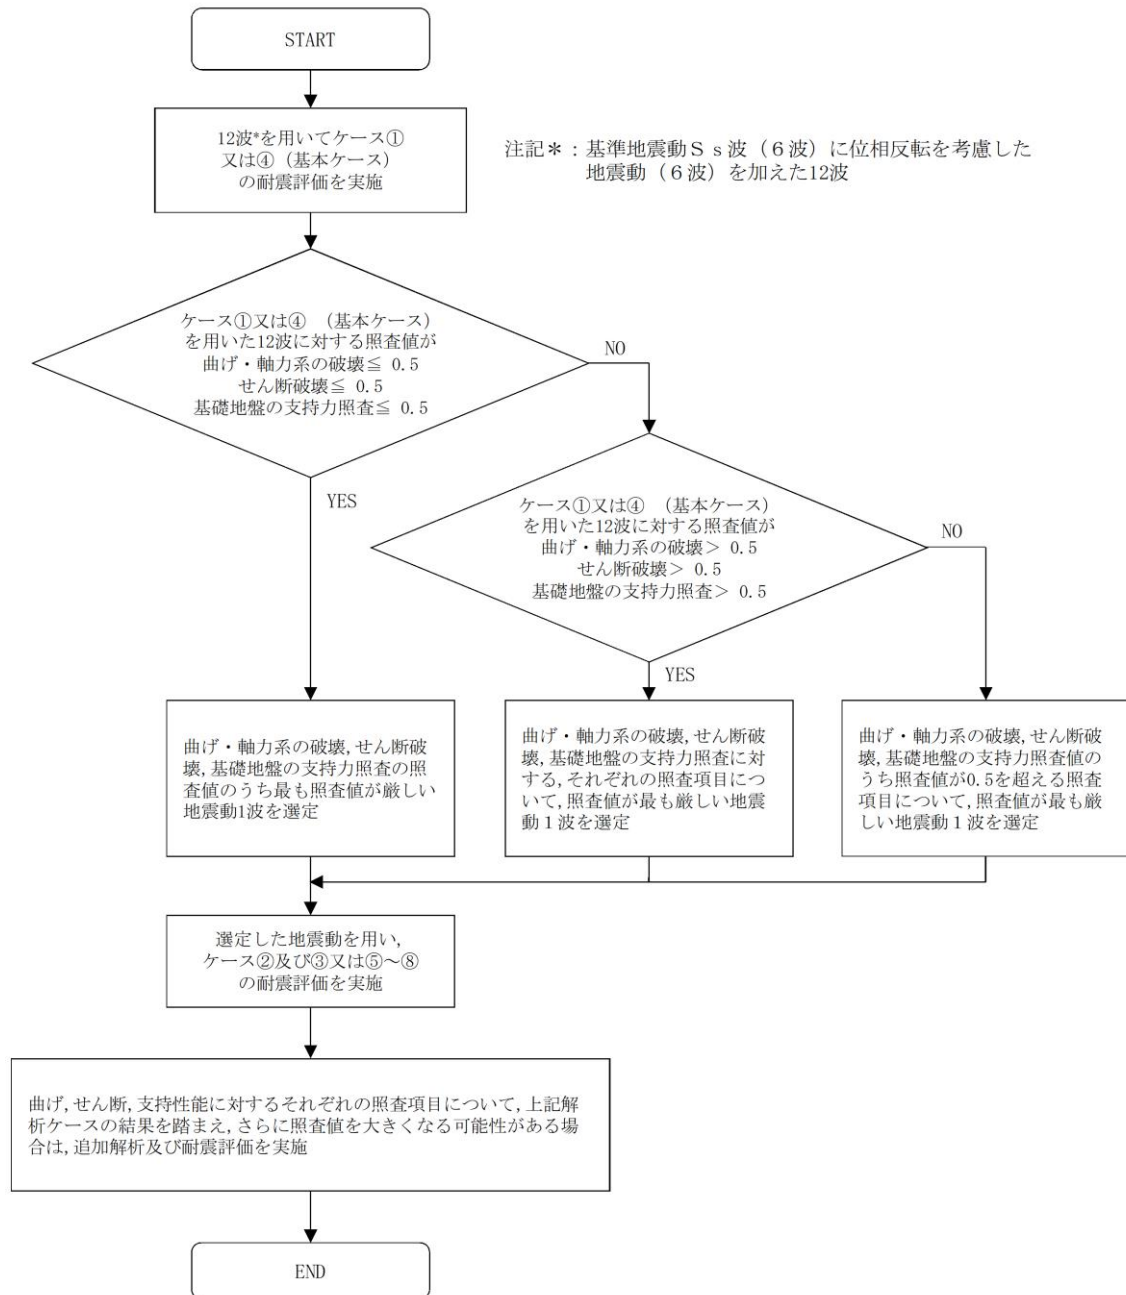 START
12波*を用いてケース①
又は④（基本ケース）
の耐震評価を実施
注記＊：基準地震動Ｓｓ波（６波）に位相反転を考慮した
地震動（６波）を加えた12波
ケース①又は④　（基本ケース）
を用いた12波に対する照査値が
曲げ・軸力系の破壊≦ 0.5
せん断破壊≦ 0.5
基礎地盤の支持力照査≦ 0.5
NO
YES
ケース①又は④　（基本ケース）
を用いた12波に対する照査値が
曲げ・軸力系の破壊＞ 0.5
せん断破壊＞ 0.5
基礎地盤の支持力照査＞ 0.5
NO
YES
曲げ・軸力系の破壊,せん断破
壊,基礎地盤の支持力照査の照
査値のうち最も照査値が厳しい
地震動1波を選定
曲げ・軸力系の破壊,せん断破
壊,基礎地盤の支持力照査に対
する,それぞれの照査項目につ
いて,照査値が最も厳しい地震
動１波を選定
曲げ・軸力系の破壊,せん断破
壊,基礎地盤の支持力照査値の
うち照査値が0.5を超える照査
項目について,照査値が最も厳
しい地震動１波を選定
選定した地震動を用い,
ケース②及び③又は⑤～⑧
の耐震評価を実施
曲げ,せん断,支持性能に対するそれぞれの照査項目について,上記解
析ケースの結果を踏まえ,さらに照査値を大きくなる可能性がある場
合は,追加解析及び耐震評価を実施
END